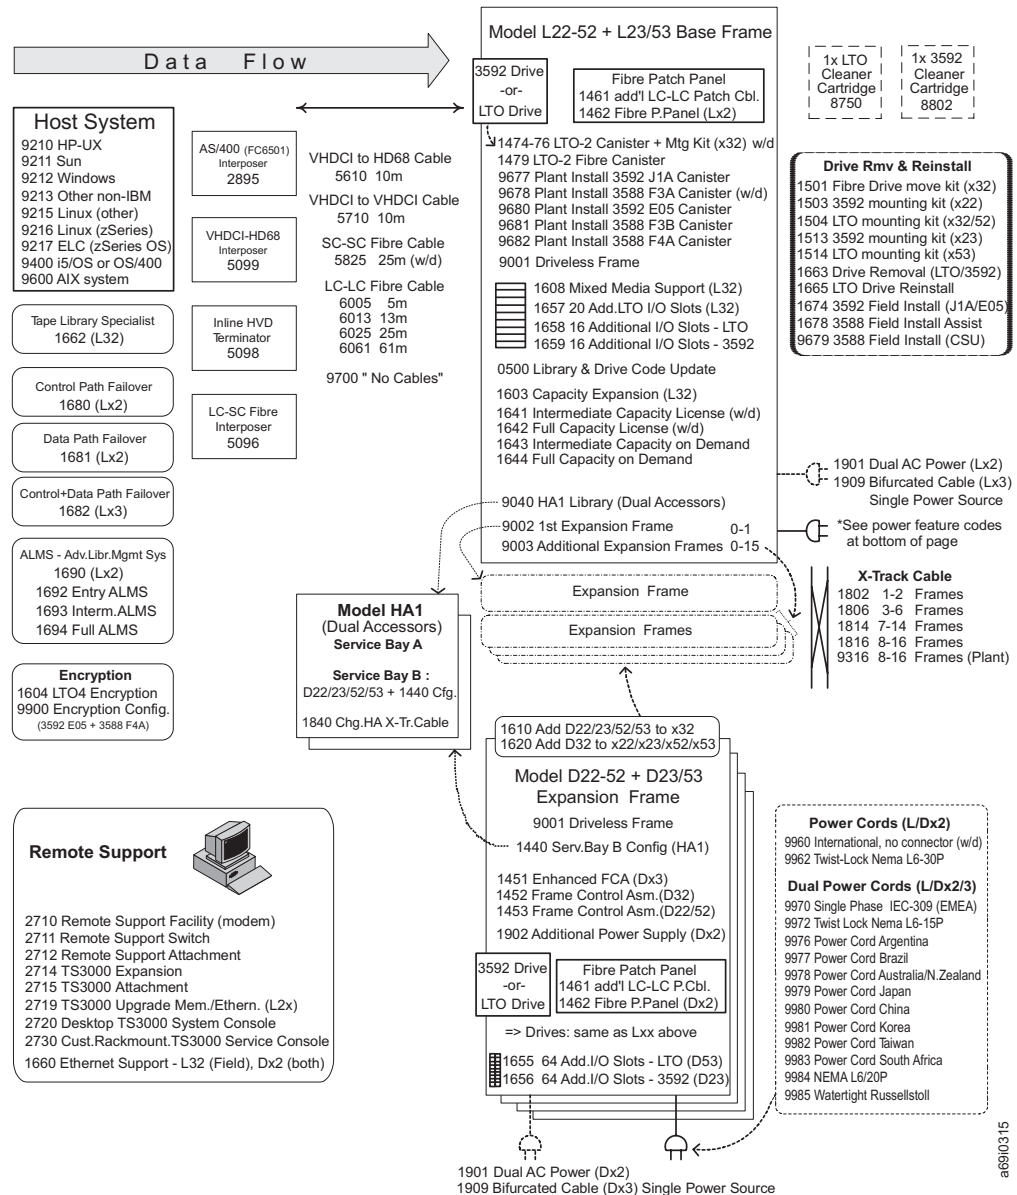 Data Flow
Host System
9210 HP-UX
9211 Sun
9212 Windows
9213 Other non-IBM
9215 Linux (other)
9216 Linux (zSeries)
9217 ELC (zSeries OS)
9400 i5/OS or OS/400
9600 AIX system
Tape Library Specialist
1662 (L32)
Control Path Failover
1680 (Lx2)
Data Path Failover
1681 (Lx2)
Control+Data Path Failover
1682 (Lx3)
ALMS - Adv.Libr.Mgmt Sys
1690 (Lx2)
1692 Entry ALMS
1693 Interm.ALMS
1694 Full ALMS
Encryption
1604 LTO4 Encryption
9900 Encryption Config.
(3592 E05 + 3588 F4A)
AS/400 (FC6501)
Interposer
2895
VHDCI-HD68
Interposer
5099
Inline HVD
Terminator
5098
LC-SC Fibre
Interposer
5096
VHDCI to HD68 Cable
5610 10m
VHDCI to VHDCI Cable
5710 10m
SC-SC Fibre Cable
5825 25m (w/d)
LC-LC Fibre Cable
6005 5m
6013 13m
6025 25m
6061 61m
9700 " No Cables"
Model L22-52 + L23/53 Base Frame
3592 Drive
-or-
LTO Drive
Fibre Patch Panel
1461 add'l LC-LC Patch Cbl.
1462 Fibre P.Panel (Lx2)
1474-76 LTO-2 Canister + Mtg Kit (x32) w/d
1479 LTO-2 Fibre Canister
9677 Plant Install 3592 J1A Canister
9678 Plant Install 3588 F3A Canister (w/d)
9680 Plant Install 3592 E05 Canister
9681 Plant Install 3588 F3B Canister
9682 Plant Install 3588 F4A Canister
9001 Driveless Frame
1608 Mixed Media Support (L32)
1657 20 Add.LTO I/O Slots (L32)
1658 16 Additional I/O Slots - LTO
1659 16 Additional I/O Slots - 3592
0500 Library & Drive Code Update
1603 Capacity Expansion (L32)
1641 Intermediate Capacity License (w/d)
1642 Full Capacity License (w/d)
1643 Intermediate Capacity on Demand
1644 Full Capacity on Demand
9040 HA1 Library (Dual Accessors)
9002 1st Expansion Frame 0-1
9003 Additional Expansion Frames 0-15
1x LTO
Cleaner
Cartridge
8750
1x 3592
Cleaner
Cartridge
8802
Drive Rmv & Reinstall
1501 Fibre Drive move kit (x32)
1503 3592 mounting kit (x22)
1504 LTO mounting kit (x32/52)
1513 3592 mounting kit (x23)
1514 LTO mounting kit (x53)
1663 Drive Removal (LTO/3592)
1665 LTO Drive Reinstall
1674 3592 Field Install (J1A/E05)
1678 3588 Field Install Assist
9679 3588 Field Install (CSU)
1901 Dual AC Power (Lx2)
1909 Bifurcated Cable (Lx3)
Single Power Source
*See power feature codes
at bottom of page
X-Track Cable
1802 1-2 Frames
1806 3-6 Frames
1814 7-14 Frames
1816 8-16 Frames
9316 8-16 Frames (Plant)
Expansion Frame
Expansion Frames
Model HA1
(Dual Accessors)
Service Bay A
Service Bay B :
D22/23/52/53 + 1440 Cfg.
1840 Chg.HA X-Tr.Cable
1610 Add D22/23/52/53 to x32
1620 Add D32 to x22/x23/x52/x53
Model D22-52 + D23/53
Expansion Frame
9001 Driveless Frame
1440 Serv.Bay B Config (HA1)
1451 Enhanced FCA (Dx3)
1452 Frame Control Asm.(D32)
1453 Frame Control Asm.(D22/52)
1902 Additional Power Supply (Dx2)
3592 Drive
-or-
LTO Drive
Fibre Patch Panel
1461 add'l LC-LC P.Cbl.
1462 Fibre P.Panel (Dx2)
=> Drives: same as Lxx above
1655 64 Add.I/O Slots - LTO (D53)
1656 64 Add.I/O Slots - 3592 (D23)
1901 Dual AC Power (Dx2)
1909 Bifurcated Cable (Dx3) Single Power Source
Remote Support
2710 Remote Support Facility (modem)
2711 Remote Support Switch
2712 Remote Support Attachment
2714 TS3000 Expansion
2715 TS3000 Attachment
2719 TS3000 Upgrade Mem./Ethern. (L2x)
2720 Desktop TS3000 System Console
2730 Cust.Rackmount.TS3000 Service Console
1660 Ethernet Support - L32 (Field), Dx2 (both)
Power Cords (L/Dx2)
9960 International, no connector (w/d)
9962 Twist-Lock Nema L6-30P
Dual Power Cords (L/Dx2/3)
9970 Single Phase IEC-309 (EMEA)
9972 Twist Lock Nema L6-15P
9976 Power Cord Argentina
9977 Power Cord Brazil
9978 Power Cord Australia/N.Zealand
9979 Power Cord Japan
9980 Power Cord China
9981 Power Cord Korea
9982 Power Cord Taiwan
9983 Power Cord South Africa
9984 NEMA L6/20P
9985 Watertight Russellstoll
a69i0315